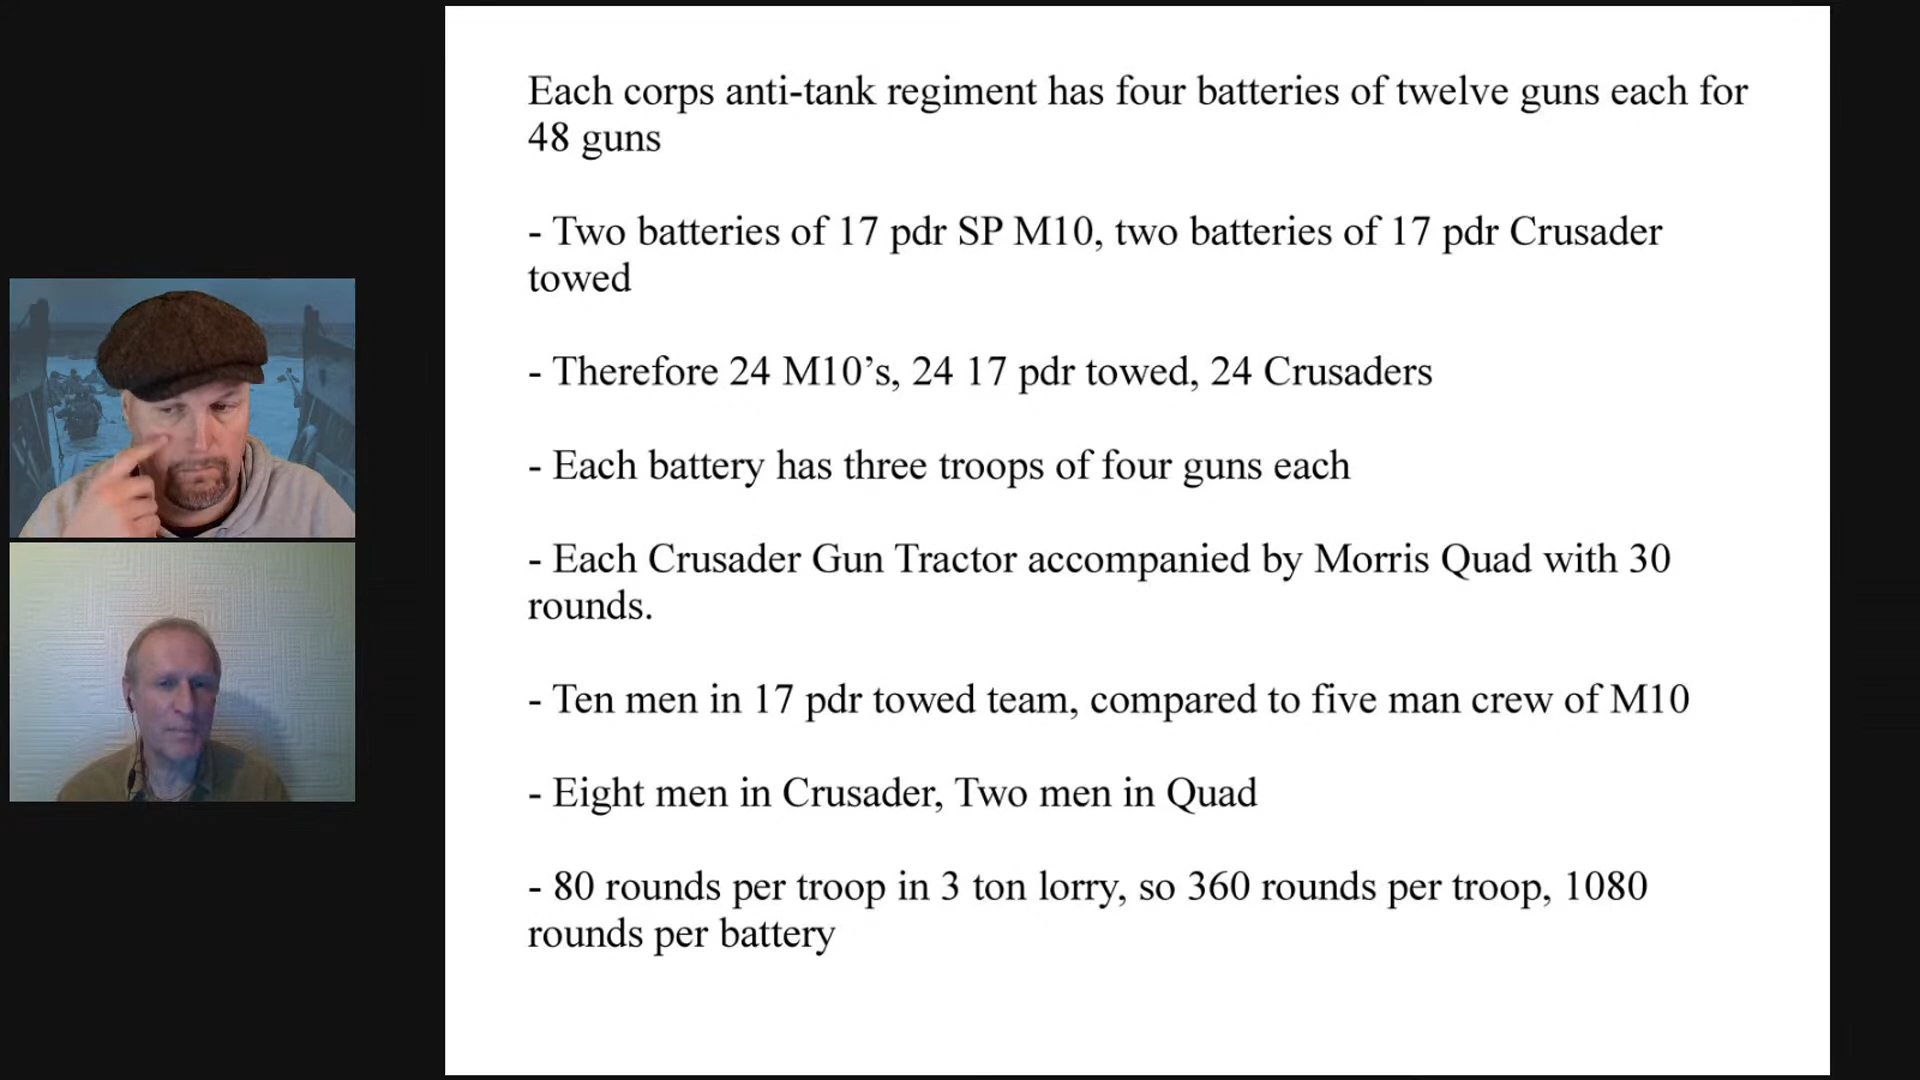 Each corps anti-tank regiment has four batteries of twelve guns each for
48 guns
- Two batteries of 17 pdr SP M10, two batteries of 17 pdr Crusader
towed
- Therefore 24 M10’s, 24 17 pdr towed, 24 Crusaders
- Each battery has three troops of four guns each
- Each Crusader Gun Tractor accompanied by Morris Quad with 30
rounds.
- Ten men in 17 pdr towed team, compared to five man crew of M10
- Eight men in Crusader, Two men in Quad
- 80 rounds per troop in 3 ton lorry, so 360 rounds per troop, 1080
rounds per battery